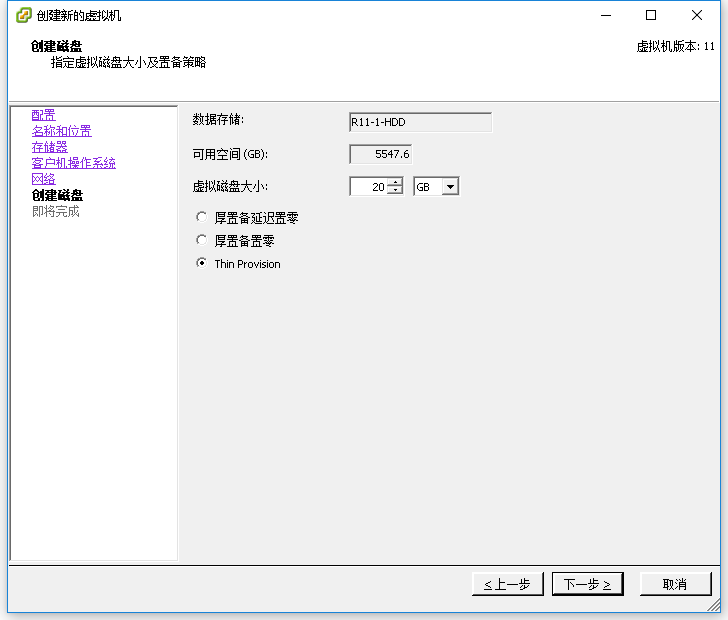 创建新的虚拟机
创建磁盘
指定虚拟磁盘大小及置备策略
虚拟机版本: 11
配置
名称和位置
存储器
客户机操作系统
网络
创建磁盘
即将完成
数据存储:
R11-1-HDD
可用空间(GB):
5547.6
虚拟磁盘大小:
20
GB
厚置备延迟置零
厚置备置零
Thin Provision
< 上一步
下一步 >
取消